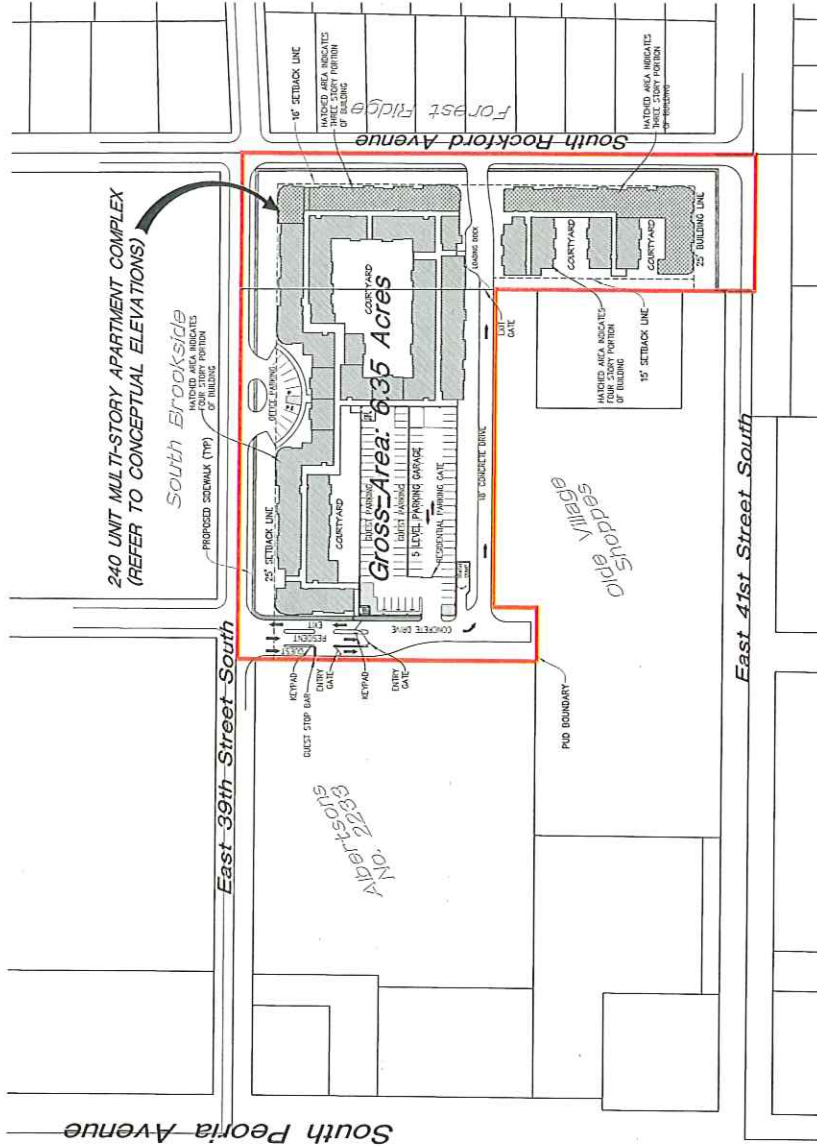 240 UNIT MULTI-STORY APARTMENT COMPLEX
(REFER TO CONCEPTUAL ELEVATIONS)
South Brookside
HATCHED AREA INDICATES
FOUR STORY PORTION
OF BUILDING
PROPOSED SIDEWALK (TYP)
25' SETBACK LINE
East 39th Street South
16' SETBACK LINE
HATCHED AREA INDICATES
THREE STORY PORTION
OF BUILDING
Forest Ridge
South Rockford Avenue
HATCHED AREA INDICATES
THREE STORY PORTION
OF BUILDING
OFFICE PARKING
COURTYARD
COURTYARD
COURTYARD
COURTYARD
Gross Area: 6.35 Acres
GUEST PARKING
GUEST PARKING
5 LEVEL PARKING GARAGE
RESIDENTIAL PARKING GATE
18' CONCRETE DRIVE
LOADING DOCK
EXIT
GATE
25' BUILDING LINE
15' SETBACK LINE
HATCHED AREA INDICATES
FOUR STORY PORTION
OF BUILDING
EXIT
RESIDENT
GUEST
CONCRETE DRIVE
KEYPAD
GUEST STOP BAR
ENTRY
GATE
KEYPAD
ENTRY
GATE
PUD BOUNDARY
Olde Village
Shoppes
Albertsons
No. 2233
East 41st Street South
South Peoria Avenue